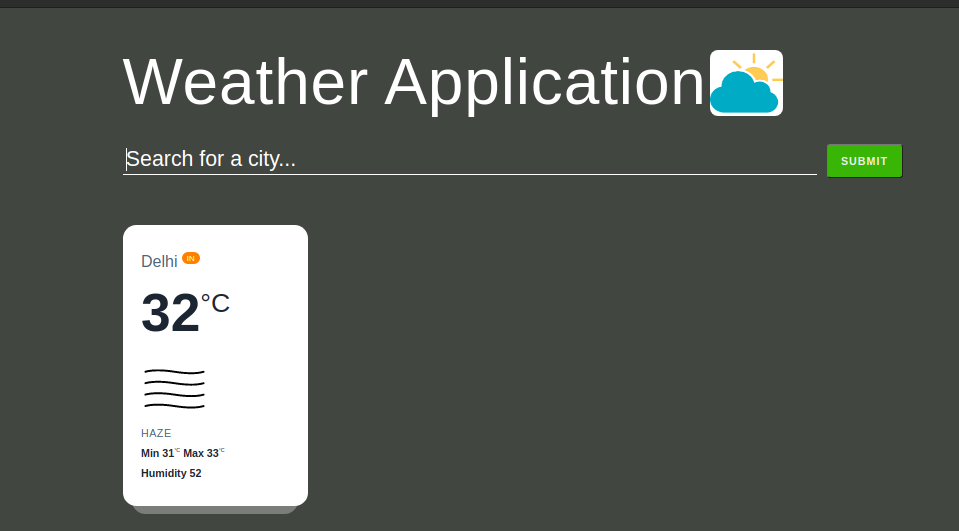 Weather Application
Search for a city...
SUBMIT
Delhi IN
32°C
HAZE
Min 31°C Max 33°C
Humidity 52